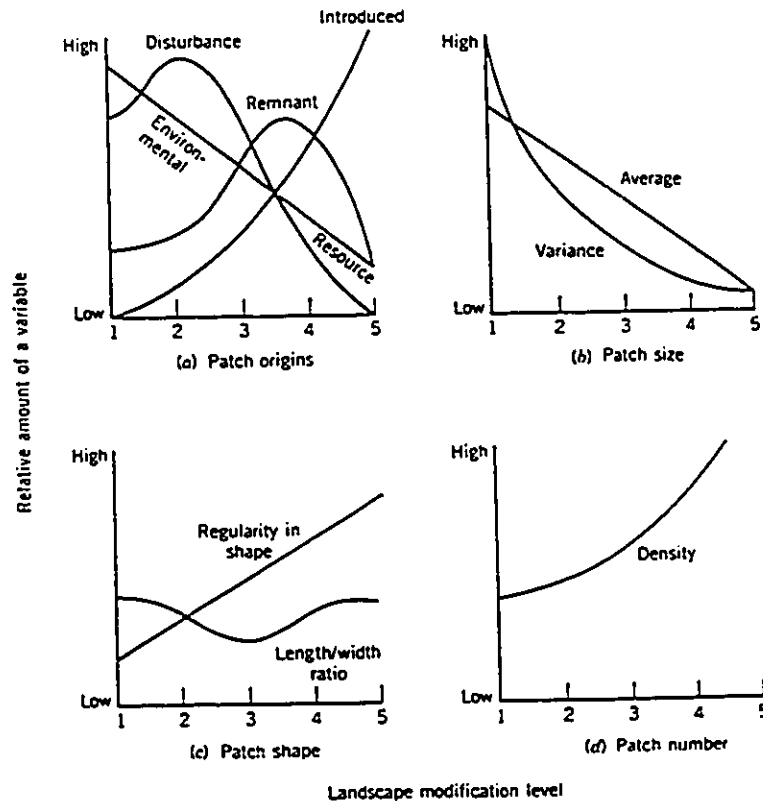 Relative amount of a variable
High
Low
Disturbance
Introduced
Remnant
Environ-
mental
Resource
1 2 3 4 5
(a) Patch origins
High
Low
Average
Variance
1 2 3 4 5
(b) Patch size
High
Low
Regularity in
shape
Length/width
ratio
1 2 3 4 5
(c) Patch shape
High
Low
Density
1 2 3 4 5
(d) Patch number
Landscape modification level